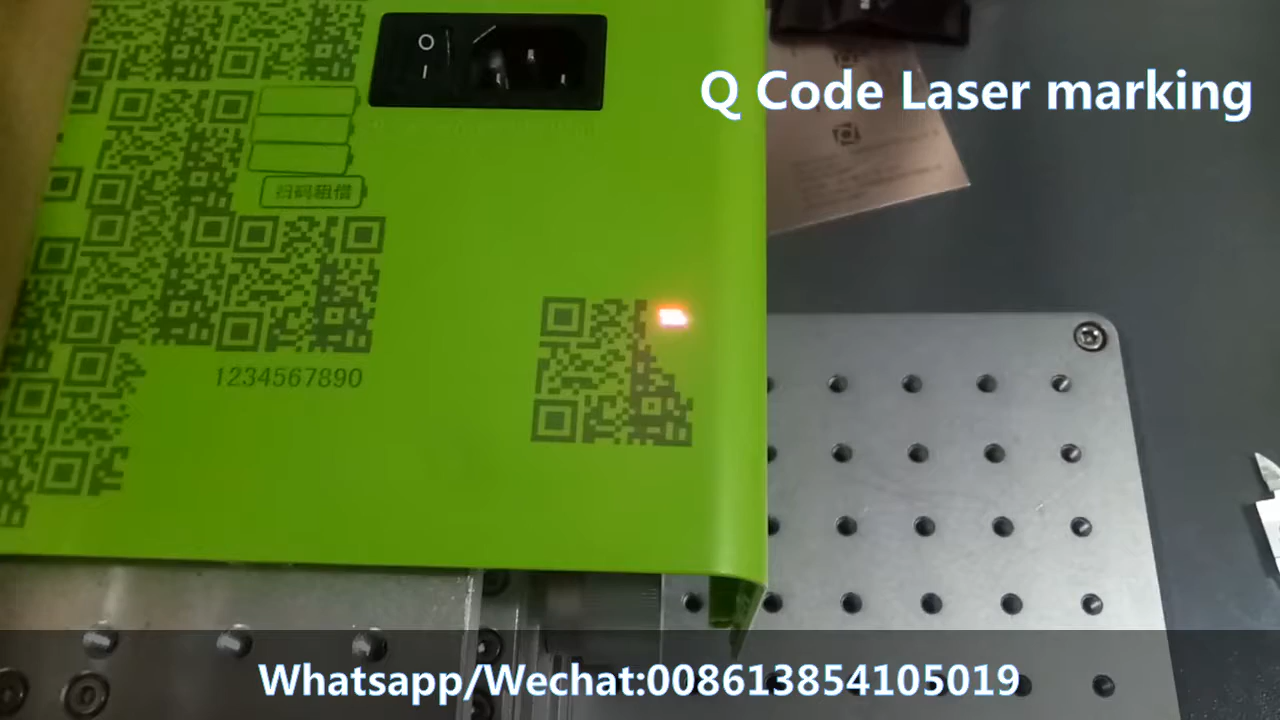 Q Code Laser marking
扫码租借
1234567890
Whatsapp/Wechat:008613854105019